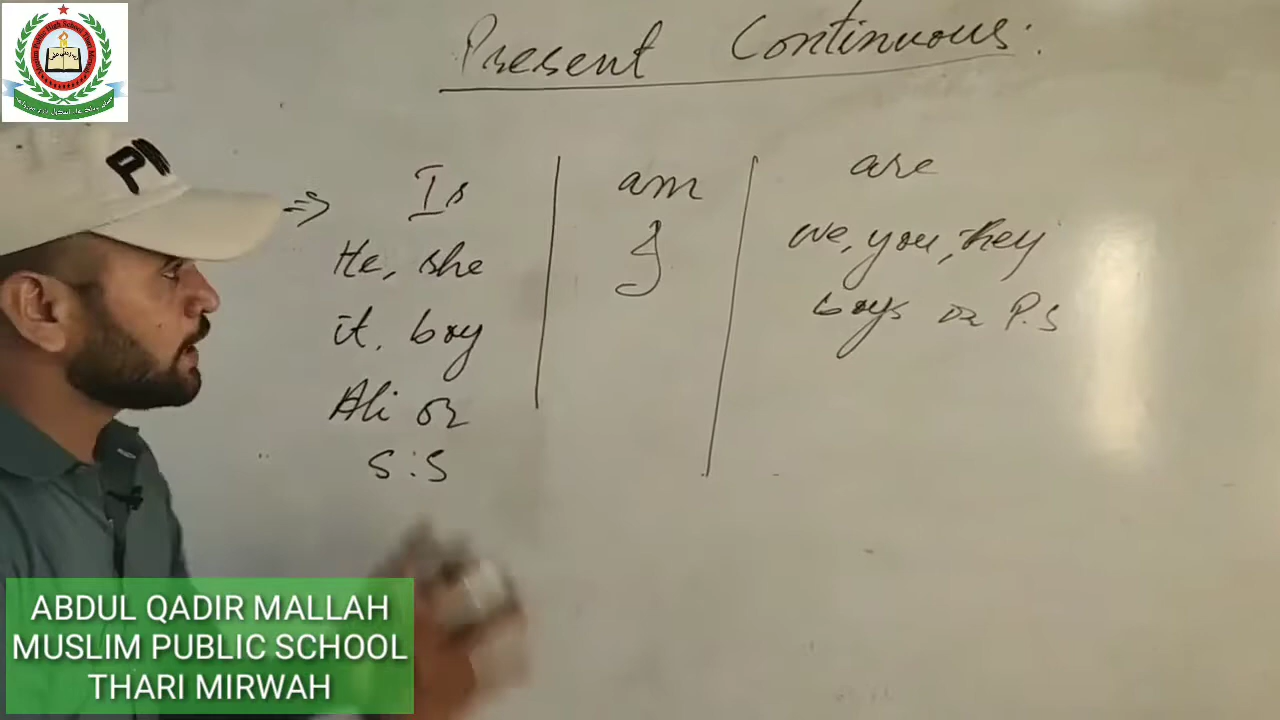 Present Continuous.
Is | am | are
He, she | I | we, you, they
it, boy | boys or P.S
Ali or
S:S
ABDUL QADIR MALLAH
MUSLIM PUBLIC SCHOOL
THARI MIRWAH